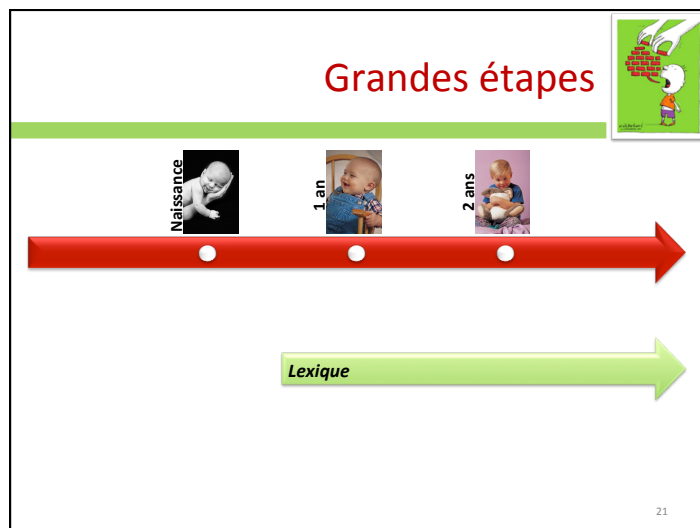 Grandes étapes
Naissance
1 an
2 ans
Lexique
21